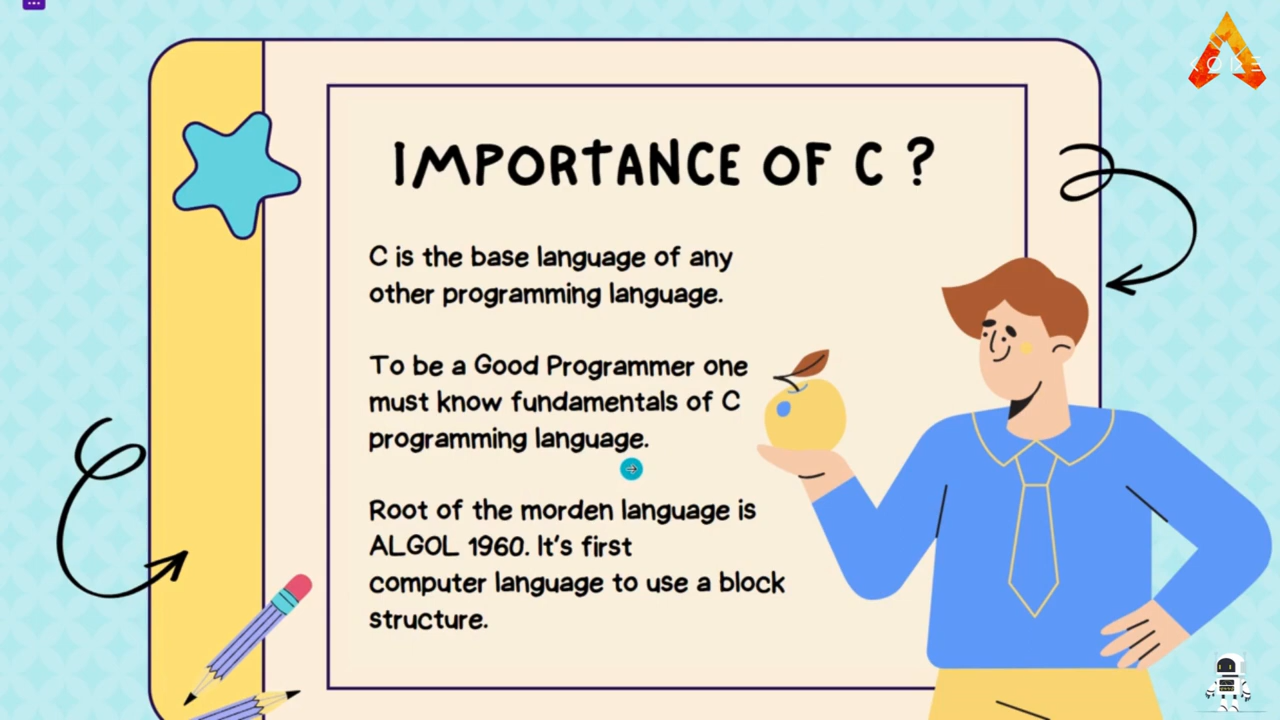 IMPORTANCE OF C ?
C is the base language of any
other programming language.
To be a Good Programmer one
must know fundamentals of C
programming language.
Root of the morden language is
ALGOL 1960. It's first
computer language to use a block
structure.
KODE